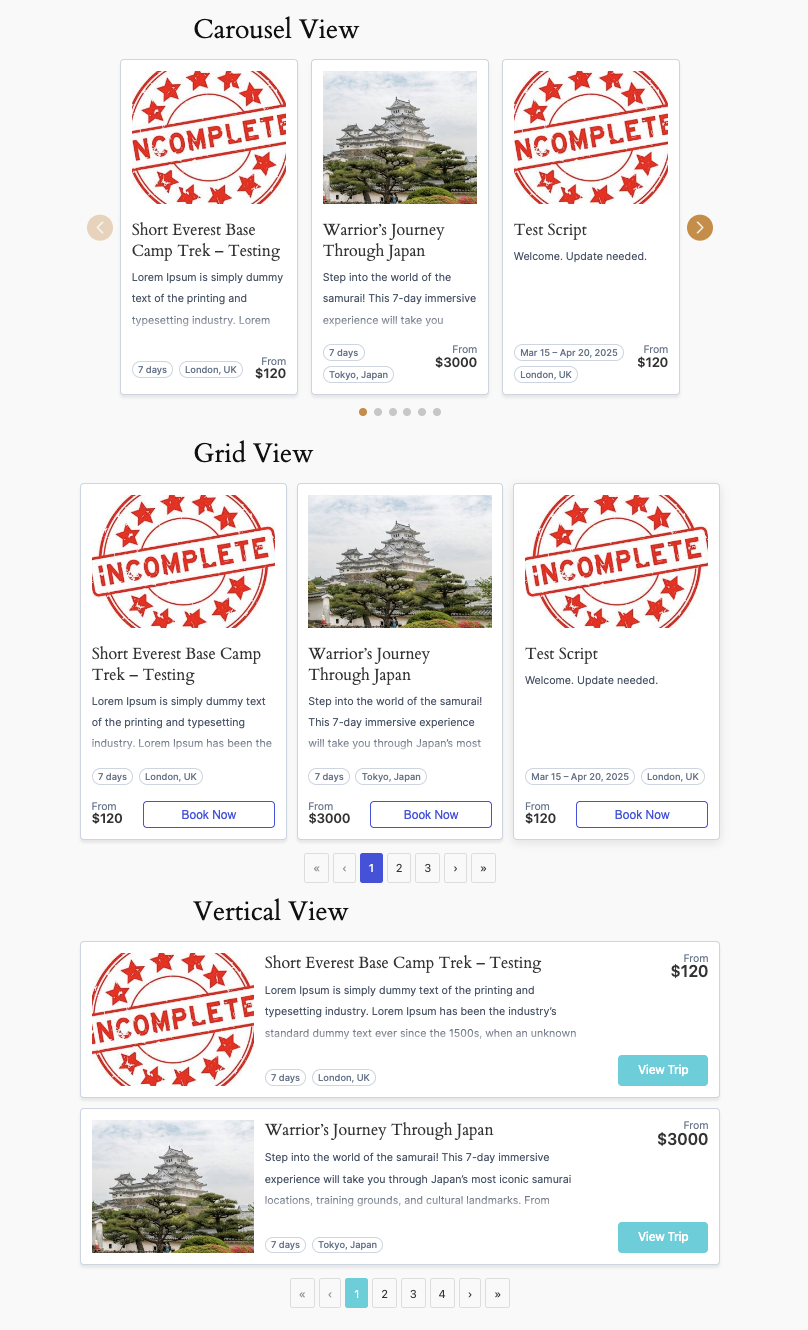 Carousel View
NCOMPLETE
Short Everest Base
Camp Trek – Testing
Lorem Ipsum is simply dummy
text of the printing and
typesetting industry. Lorem
7 days
London, UK
From
$120
Warrior’s Journey
Through Japan
Step into the world of the
samurai! This 7-day immersive
experience will take you
7 days
Tokyo, Japan
From
$3000
NCOMPLETE
Test Script
Welcome. Update needed.
Mar 15 – Apr 20, 2025
London, UK
From
$120
Grid View
INCOMPLETE
Short Everest Base Camp
Trek – Testing
Lorem Ipsum is simply dummy text
of the printing and typesetting
industry. Lorem Ipsum has been the
7 days
London, UK
From
$120
Book Now
Warrior’s Journey
Through Japan
Step into the world of the samurai!
This 7-day immersive experience
will take you through Japan’s most
7 days
Tokyo, Japan
From
$3000
Book Now
INCOMPLETE
Test Script
Welcome. Update needed.
Mar 15 – Apr 20, 2025
London, UK
From
$120
Book Now
« ‹ 1 2 3 › »
Vertical View
NCOMPLETE
Short Everest Base Camp Trek – Testing
Lorem Ipsum is simply dummy text of the printing and
typesetting industry. Lorem Ipsum has been the industry’s
standard dummy text ever since the 1500s, when an unknown
7 days
London, UK
From
$120
View Trip
Warrior’s Journey Through Japan
Step into the world of the samurai! This 7-day immersive
experience will take you through Japan’s most iconic samurai
locations, training grounds, and cultural landmarks. From
7 days
Tokyo, Japan
From
$3000
View Trip
« ‹ 1 2 3 4 › »